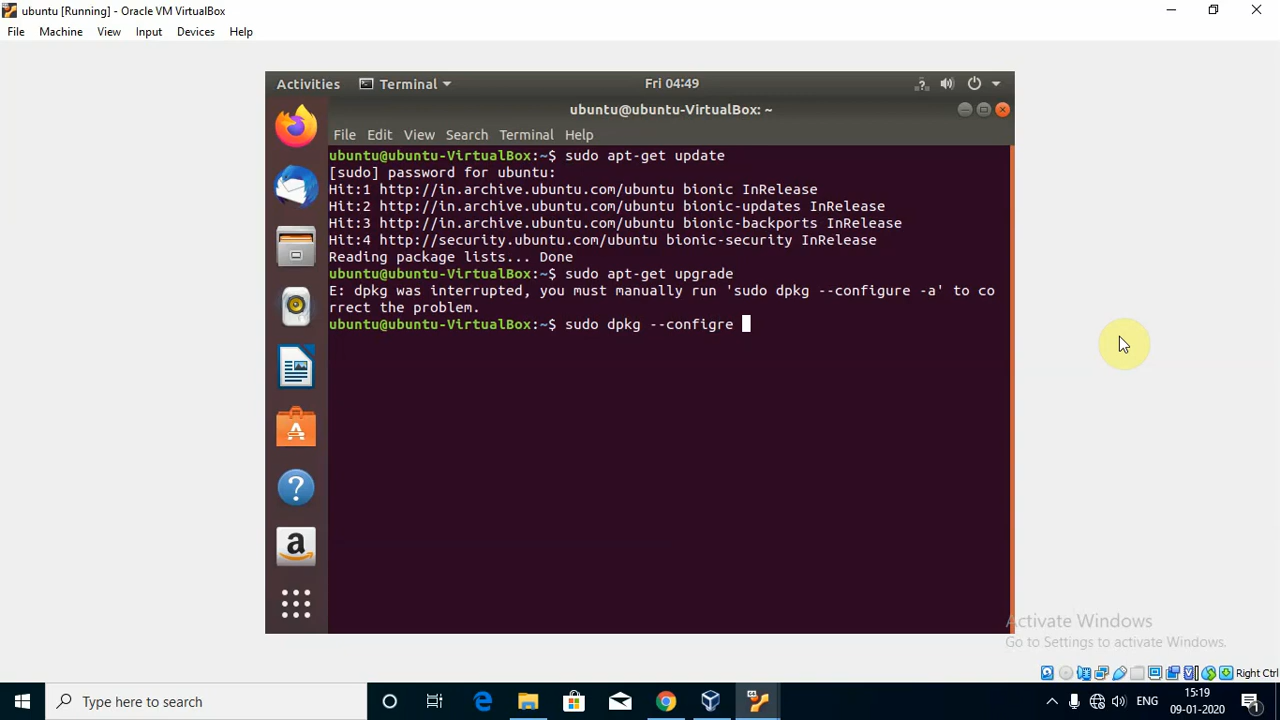 ubuntu [Running] - Oracle VM VirtualBox
File Machine View Input Devices Help
Activities Terminal Fri 04:49
ubuntu@ubuntu-VirtualBox: ~
File Edit View Search Terminal Help
ubuntu@ubuntu-VirtualBox:~$ sudo apt-get update
[sudo] password for ubuntu:
Hit:1 http://in.archive.ubuntu.com/ubuntu bionic InRelease
Hit:2 http://in.archive.ubuntu.com/ubuntu bionic-updates InRelease
Hit:3 http://in.archive.ubuntu.com/ubuntu bionic-backports InRelease
Hit:4 http://security.ubuntu.com/ubuntu bionic-security InRelease
Reading package lists... Done
ubuntu@ubuntu-VirtualBox:~$ sudo apt-get upgrade
E: dpkg was interrupted, you must manually run 'sudo dpkg --configure -a' to co
rrect the problem.
ubuntu@ubuntu-VirtualBox:~$ sudo dpkg --configre
Activate Windows
Go to Settings to activate Windows.
Right Ctrl
Type here to search
ENG
15:19
09-01-2020
1